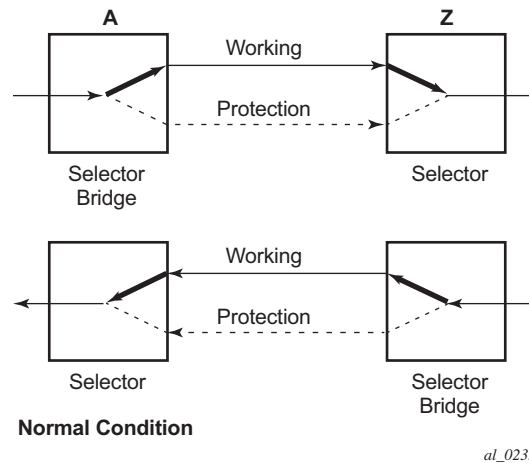 A
Z
Working
Protection
Selector
Bridge
Selector
Working
Protection
Selector
Selector
Bridge
Normal Condition
al_023